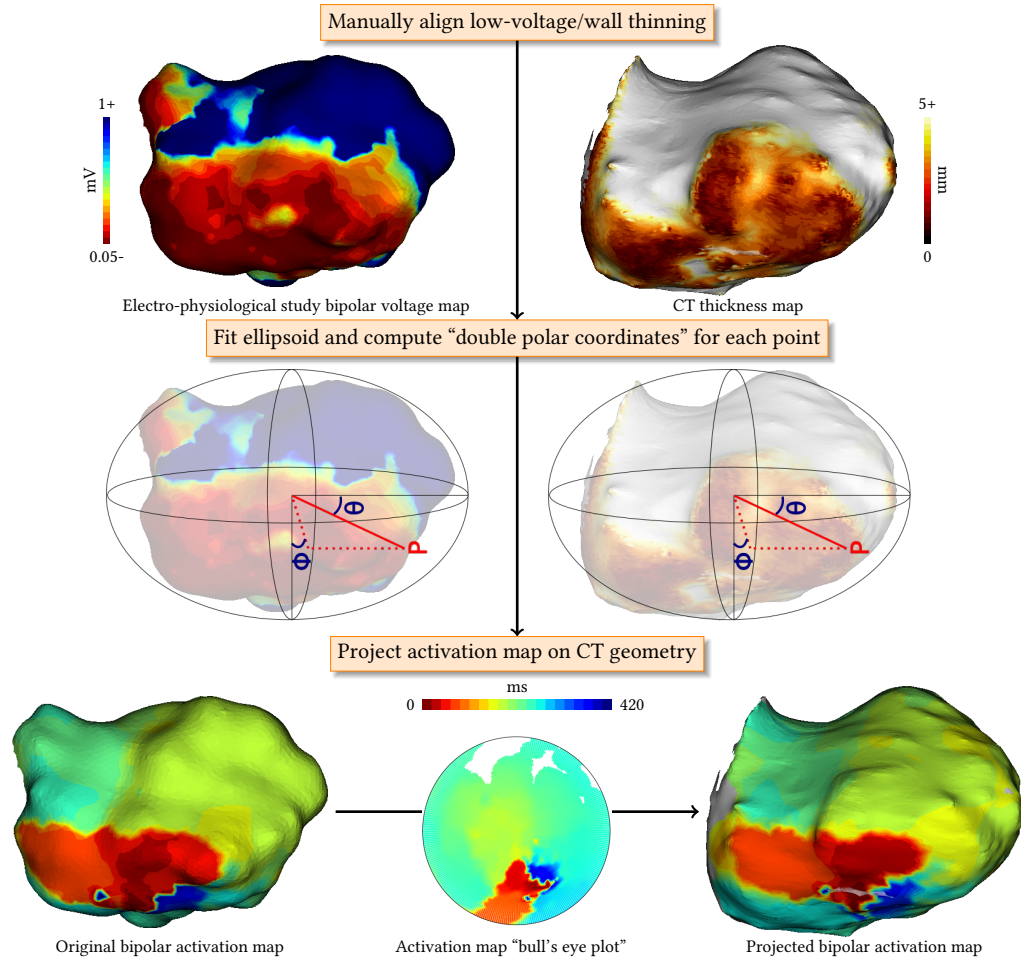 Manually align low-voltage/wall thinning
1+
mV
0.05-
5+
mm
0
Electro-physiological study bipolar voltage map
CT thickness map
Fit ellipsoid and compute “double polar coordinates” for each point
θ
Φ
P
θ
Φ
P
Project activation map on CT geometry
ms
0
420
Original bipolar activation map
Activation map “bull’s eye plot”
Projected bipolar activation map